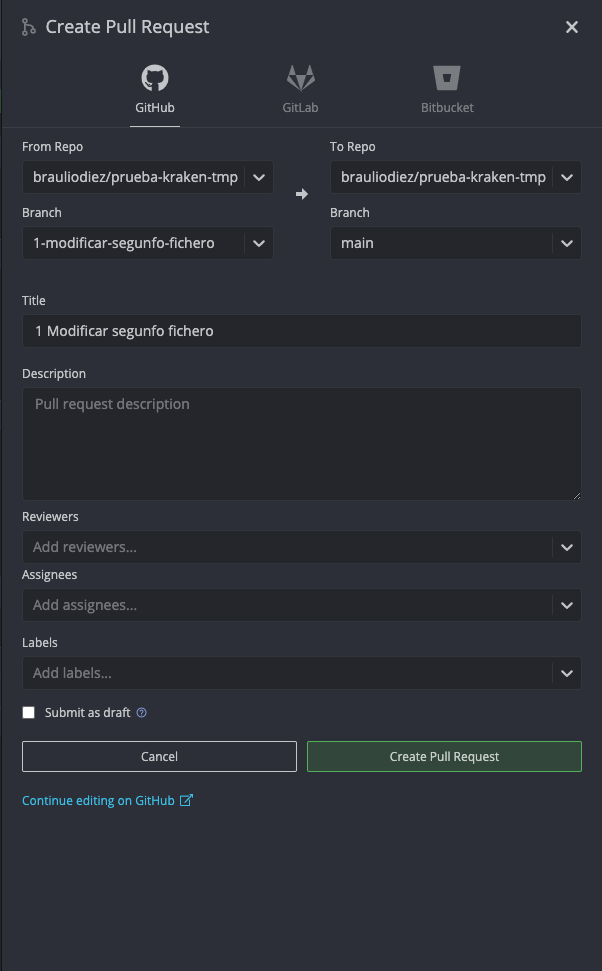 Create Pull Request
GitHub
GitLab
Bitbucket
From Repo
To Repo
brauliodiez/prueba-kraken-tmp
brauliodiez/prueba-kraken-tmp
Branch
Branch
1-modificar-segunfo-fichero
main
Title
1 Modificar segunfo fichero
Description
Pull request description
Reviewers
Add reviewers...
Assignees
Add assignees...
Labels
Add labels...
Submit as draft
Cancel
Create Pull Request
Continue editing on GitHub